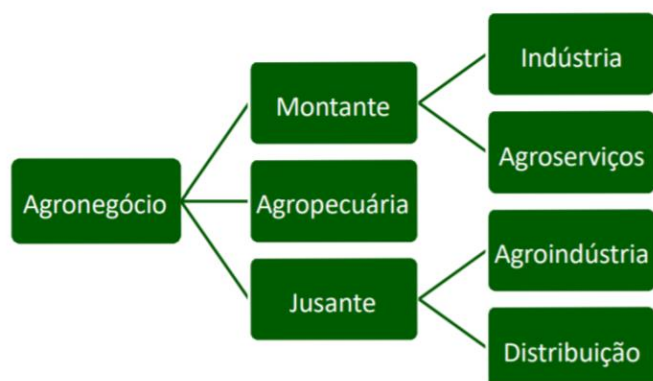 Agronegócio
Montante
Agropecuária
Jusante
Indústria
Agroserviços
Agroindústria
Distribuição